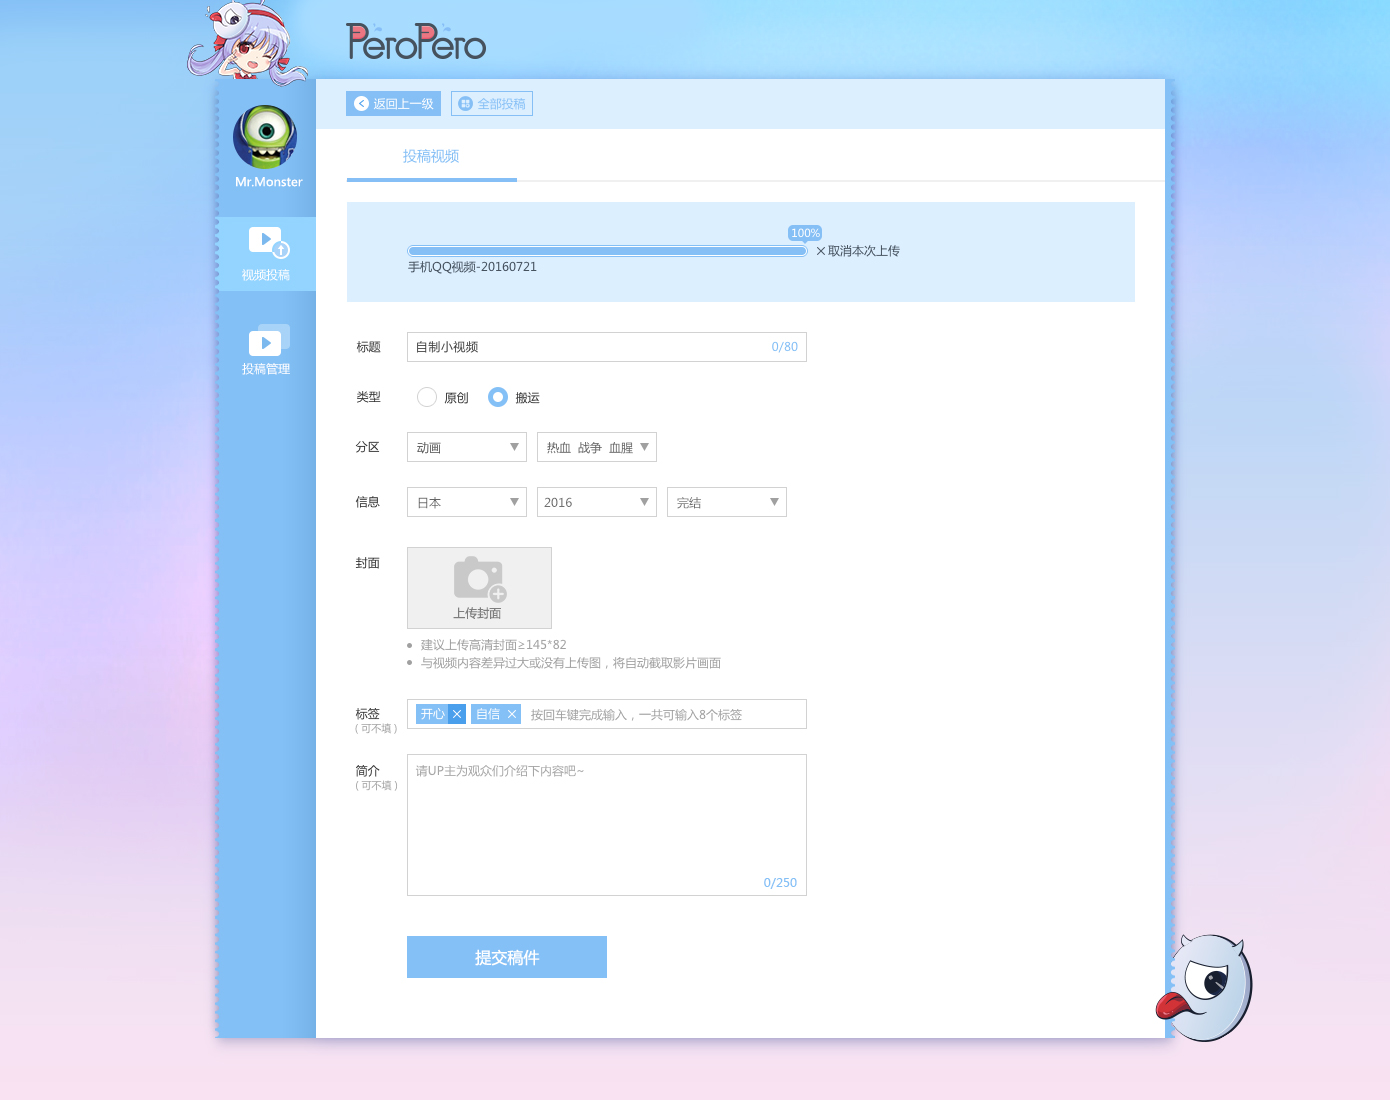 PeroPero
返回上一级 全部投稿
Mr.Monster
视频投稿
投稿管理
投稿视频
100%
×取消本次上传
手机QQ视频-20160721
标题 自制小视频 0/80
类型 原创 搬运
分区 动画 热血 战争 血腥
信息 日本 2016 完结
封面
上传封面
建议上传高清封面≥145*82
与视频内容差异过大或没有上传图，将自动截取影片画面
标签 开心 × 自信 × 按回车键完成输入，一共可输入8个标签
（可不填）
简介 请UP主为观众们介绍下内容吧~
（可不填）
0/250
提交稿件